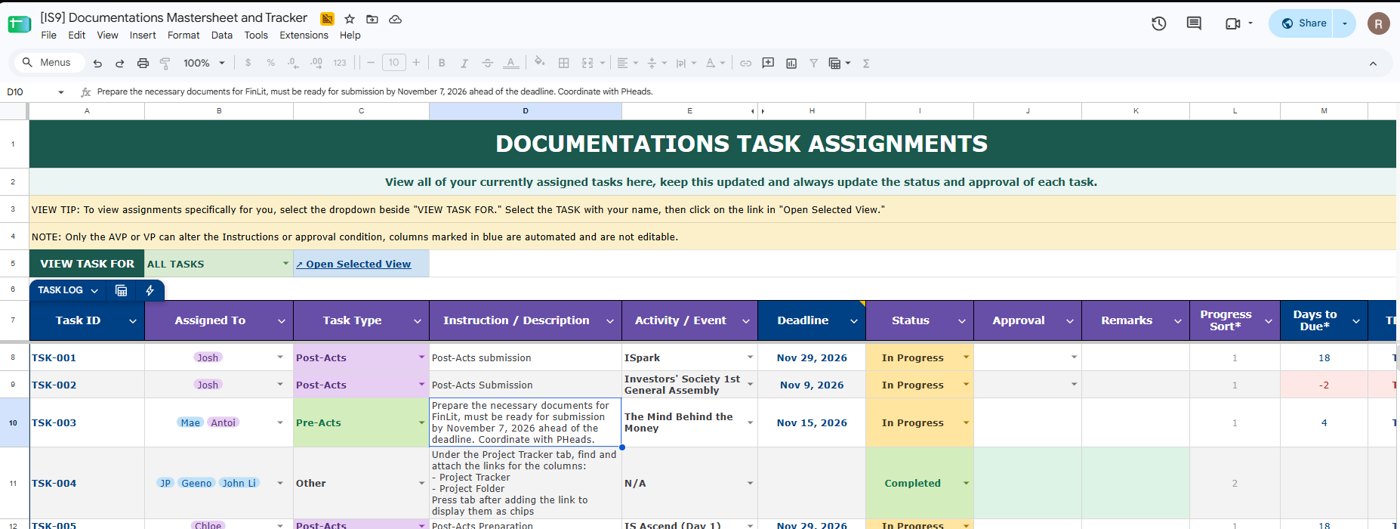 [IS9] Documentations Mastersheet and Tracker
File Edit View Insert Format Data Tools Extensions Help
Share
R
Menus 100% $ % .0 .00 123 10 B I S A
D10 fx Prepare the necessary documents for FinLit, must be ready for submission by November 7, 2026 ahead of the deadline. Coordinate with PHeads.
A B C D E H I J K L M
1 DOCUMENTATIONS TASK ASSIGNMENTS
2 View all of your currently assigned tasks here, keep this updated and always update the status and approval of each task.
3 VIEW TIP: To view assignments specifically for you, select the dropdown beside "VIEW TASK FOR." Select the TASK with your name, then click on the link in "Open Selected View."
4 NOTE: Only the AVP or VP can alter the Instructions or approval condition, columns marked in blue are automated and are not editable.
5 VIEW TASK FOR ALL TASKS ↗ Open Selected View
6 TASK LOG
7 Task ID Assigned To Task Type Instruction / Description Activity / Event Deadline Status Approval Remarks Progress Sort* Days to Due*
8 TSK-001 Josh Post-Acts Post-Acts submission ISpark Nov 29, 2026 In Progress 1 18
9 TSK-002 Josh Post-Acts Post-Acts Submission Investors' Society 1st General Assembly Nov 9, 2026 In Progress 1 -2
10 TSK-003 Mae Antoi Pre-Acts Prepare the necessary documents for
FinLit, must be ready for submission
by November 7, 2026 ahead of the
deadline. Coordinate with PHeads.
The Mind Behind the Money Nov 15, 2026 In Progress 1 4
11 TSK-004 JP Geeno John Li Other Under the Project Tracker tab, find and
attach the links for the columns:
- Project Tracker
- Project Folder
Press tab after adding the link to
display them as chips
N/A Completed 2
12 TSK-005 Chloe Post-Acts Post-Acts Preparation IS Ascend (Day 1) Nov 29, 2026 In Progress 1 18